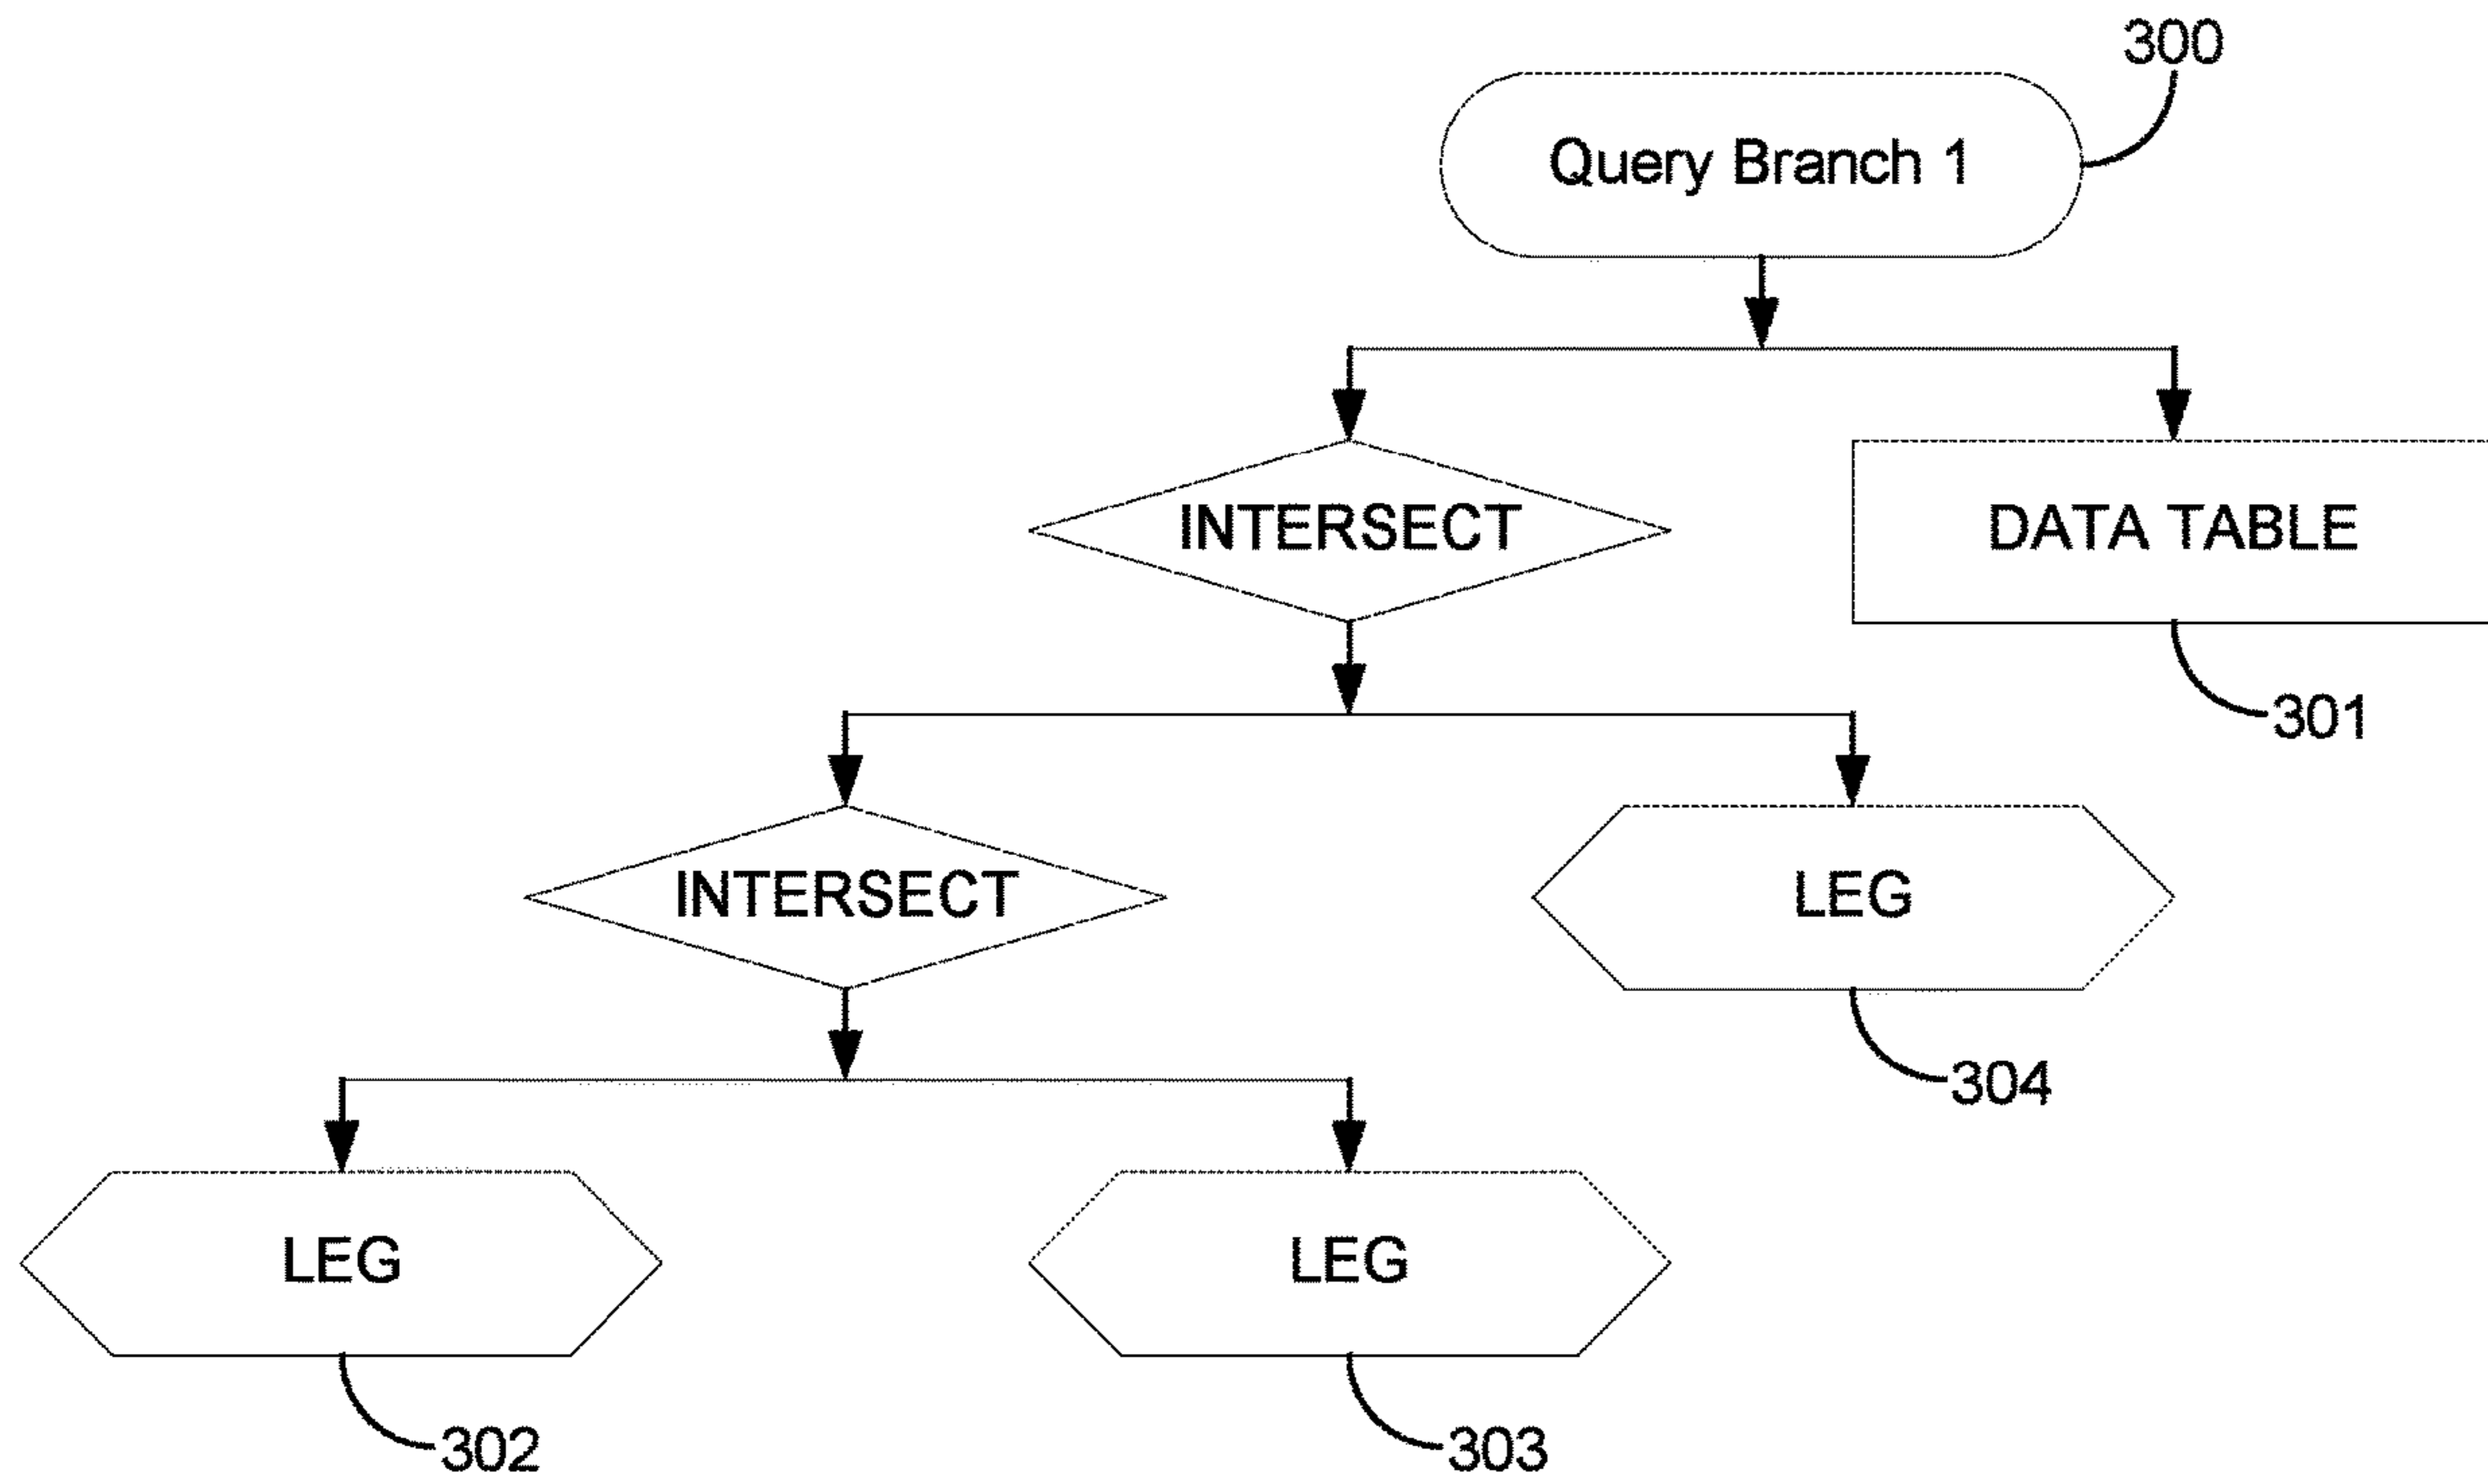 300
Query Branch 1
INTERSECT
DATA TABLE
301
INTERSECT
LEG
304
LEG
LEG
302
303